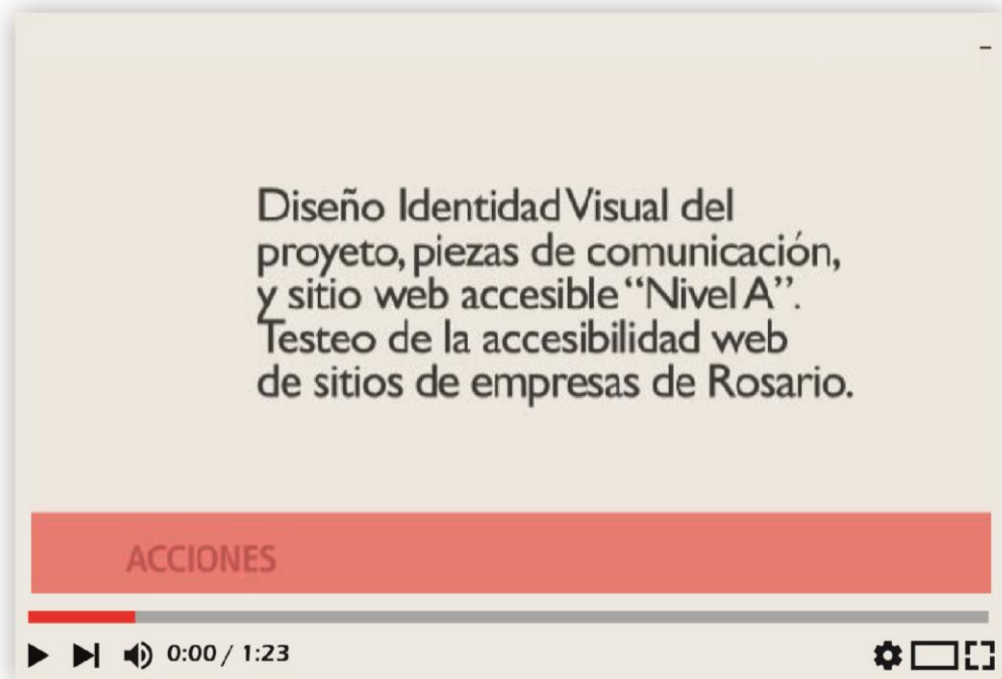 Diseño Identidad Visual del
proyeto, piezas de comunicación,
y sitio web accesible “Nivel A”.
Testeo de la accesibilidad web
de sitios de empresas de Rosario.
ACCIONES
0:00 / 1:23